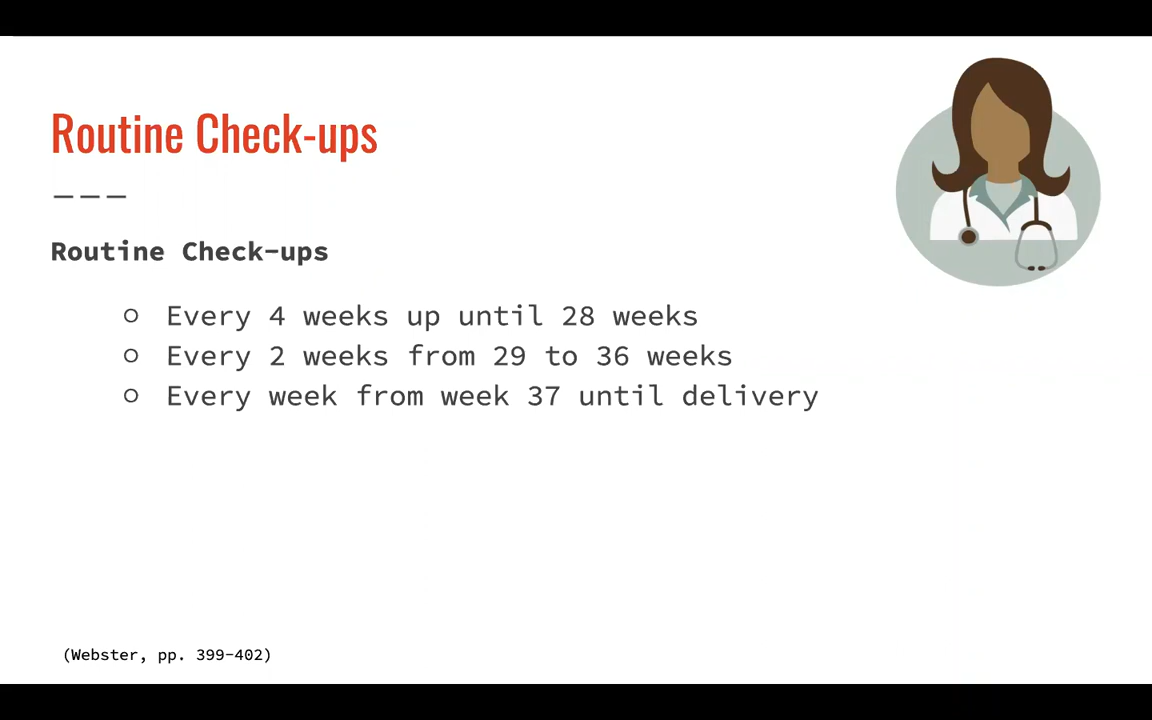 Routine Check-ups
———
Routine Check-ups
○ Every 4 weeks up until 28 weeks
○ Every 2 weeks from 29 to 36 weeks
○ Every week from week 37 until delivery
(Webster, pp. 399-402)